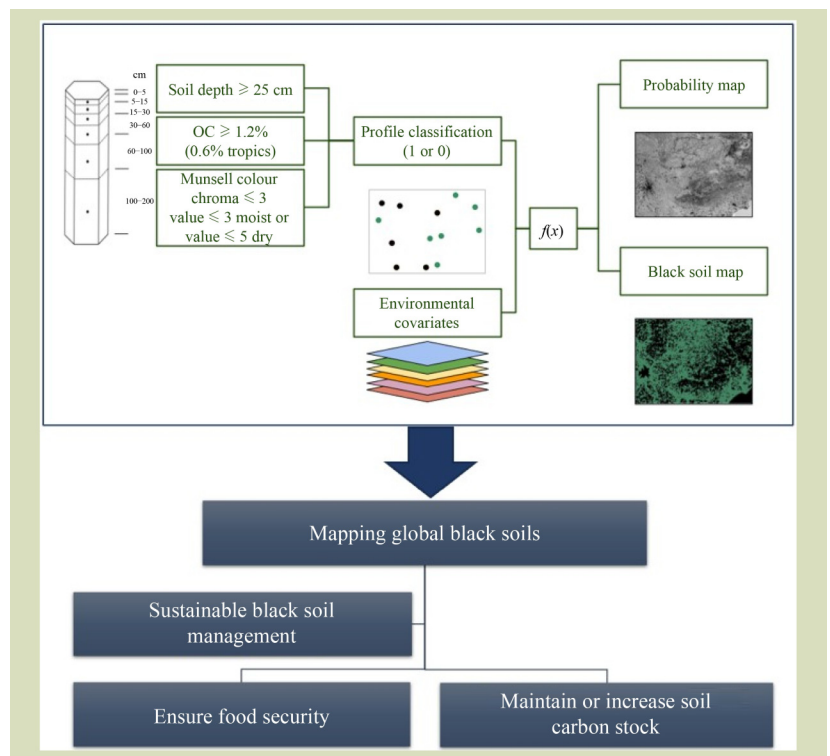 cm
0–5
5–15
15–30
30–60
60–100
100–200
Soil depth ⩾ 25 cm
OC ⩾ 1.2%
(0.6% tropics)
Munsell colour
chroma ⩽ 3
value ⩽ 3 moist or
value ⩽ 5 dry
Profile classification
(1 or 0)
Environmental
covariates
f(x)
Probability map
Black soil map
Mapping global black soils
Sustainable black soil
management
Ensure food security
Maintain or increase soil
carbon stock